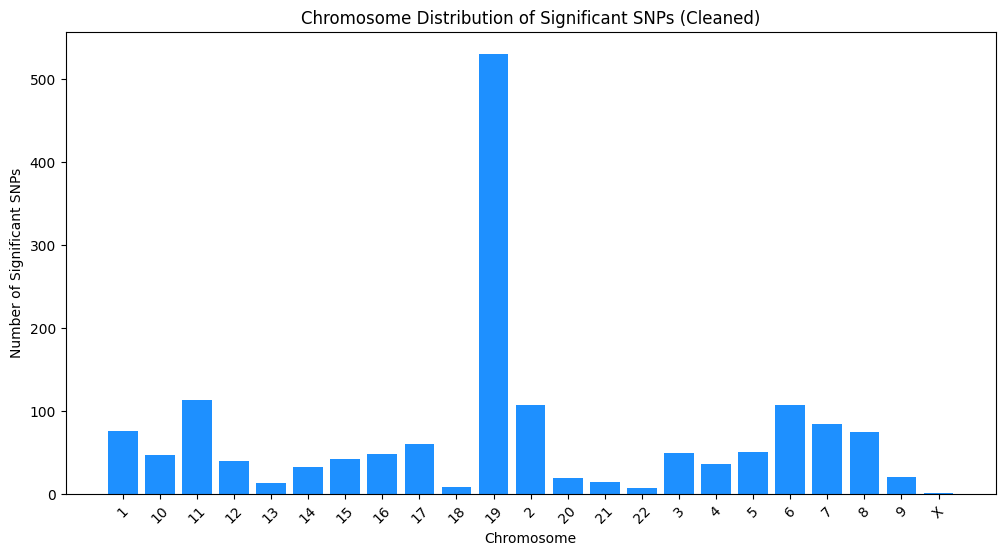 Chromosome Distribution of Significant SNPs (Cleaned)
Number of Significant SNPs
500
400
300
200
100
0
1 10 11 12 13 14 15 16 17 18 19 2 20 21 22 3 4 5 6 7 8 9 X
Chromosome